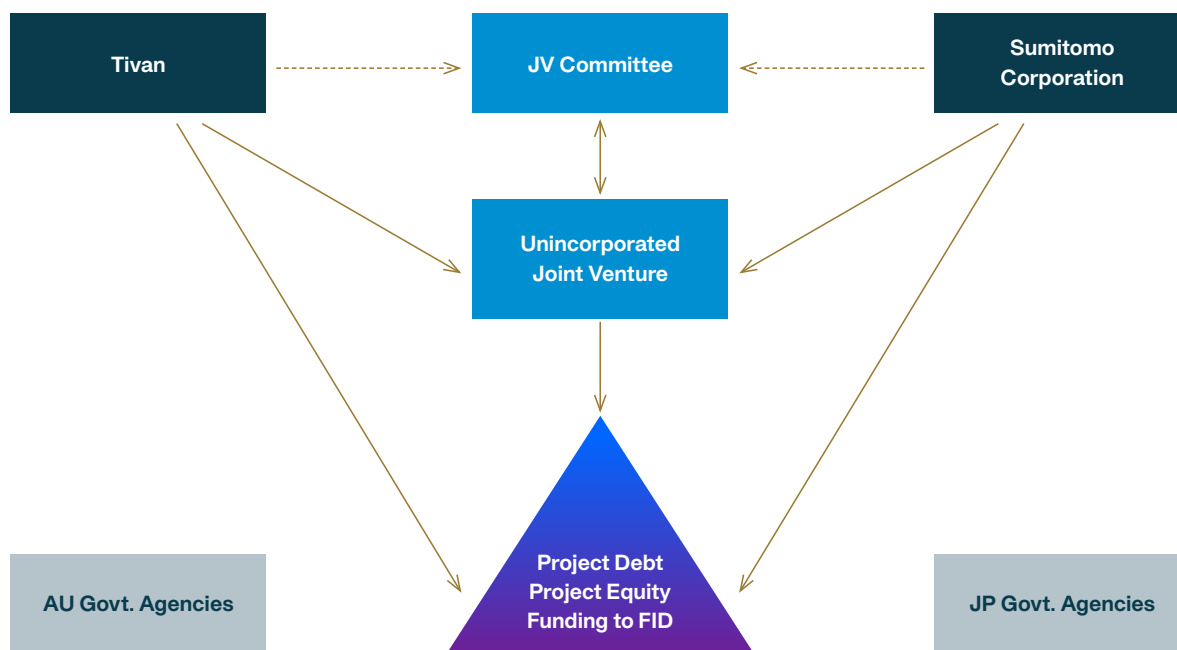 Tivan
JV Committee
Sumitomo
Corporation
Unincorporated
Joint Venture
Project Debt
Project Equity
Funding to FID
AU Govt. Agencies
JP Govt. Agencies